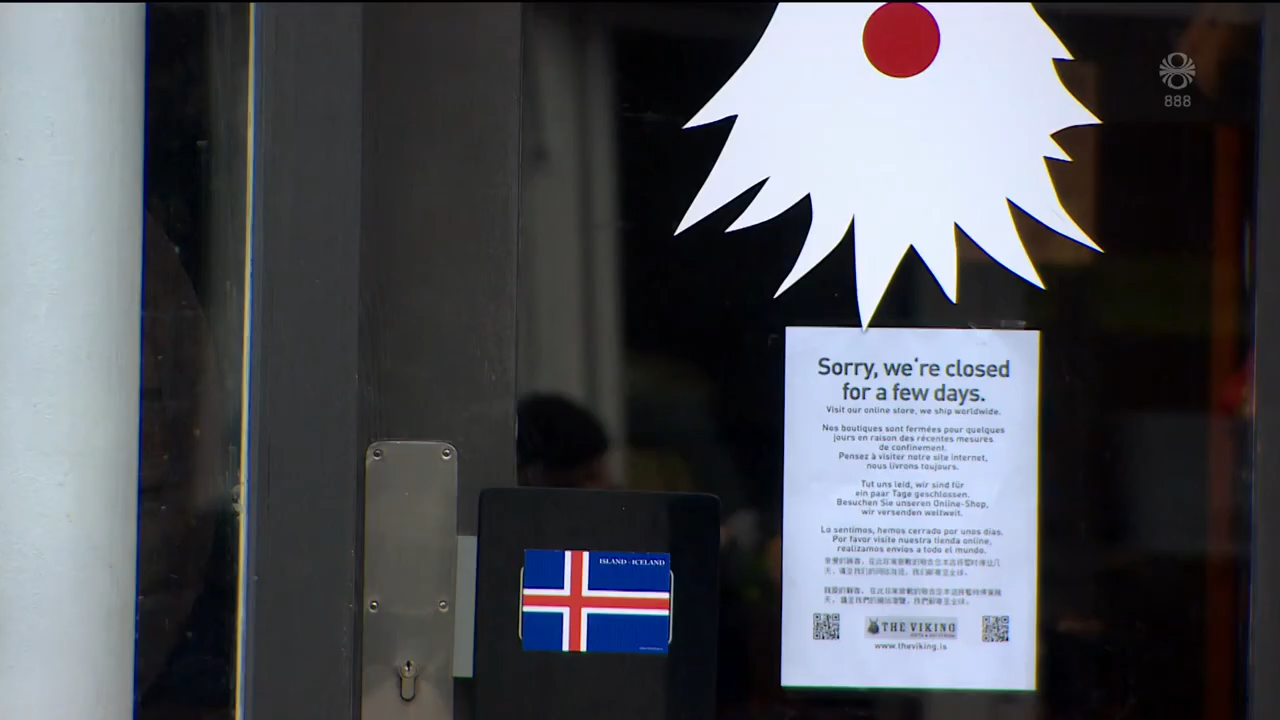 888
Sorry, we're closed
for a few days.
Visit our online store, we ship worldwide.
Nos boutiques sont fermées pour quelques
jours en raison des récentes mesures
de confinement.
Pensez à visiter notre site internet,
nous livrons toujours.
Tut uns leid, wir sind für
ein paar Tage geschlossen.
Besuchen Sie unseren Online-Shop,
wir versenden weltweit.
Lo sentimos, hemos cerrado por unos días.
Por favor visite nuestra tienda online,
realizamos envíos a todo el mundo.
ISLAND - ICELAND
THE VIKING
www.theviking.is